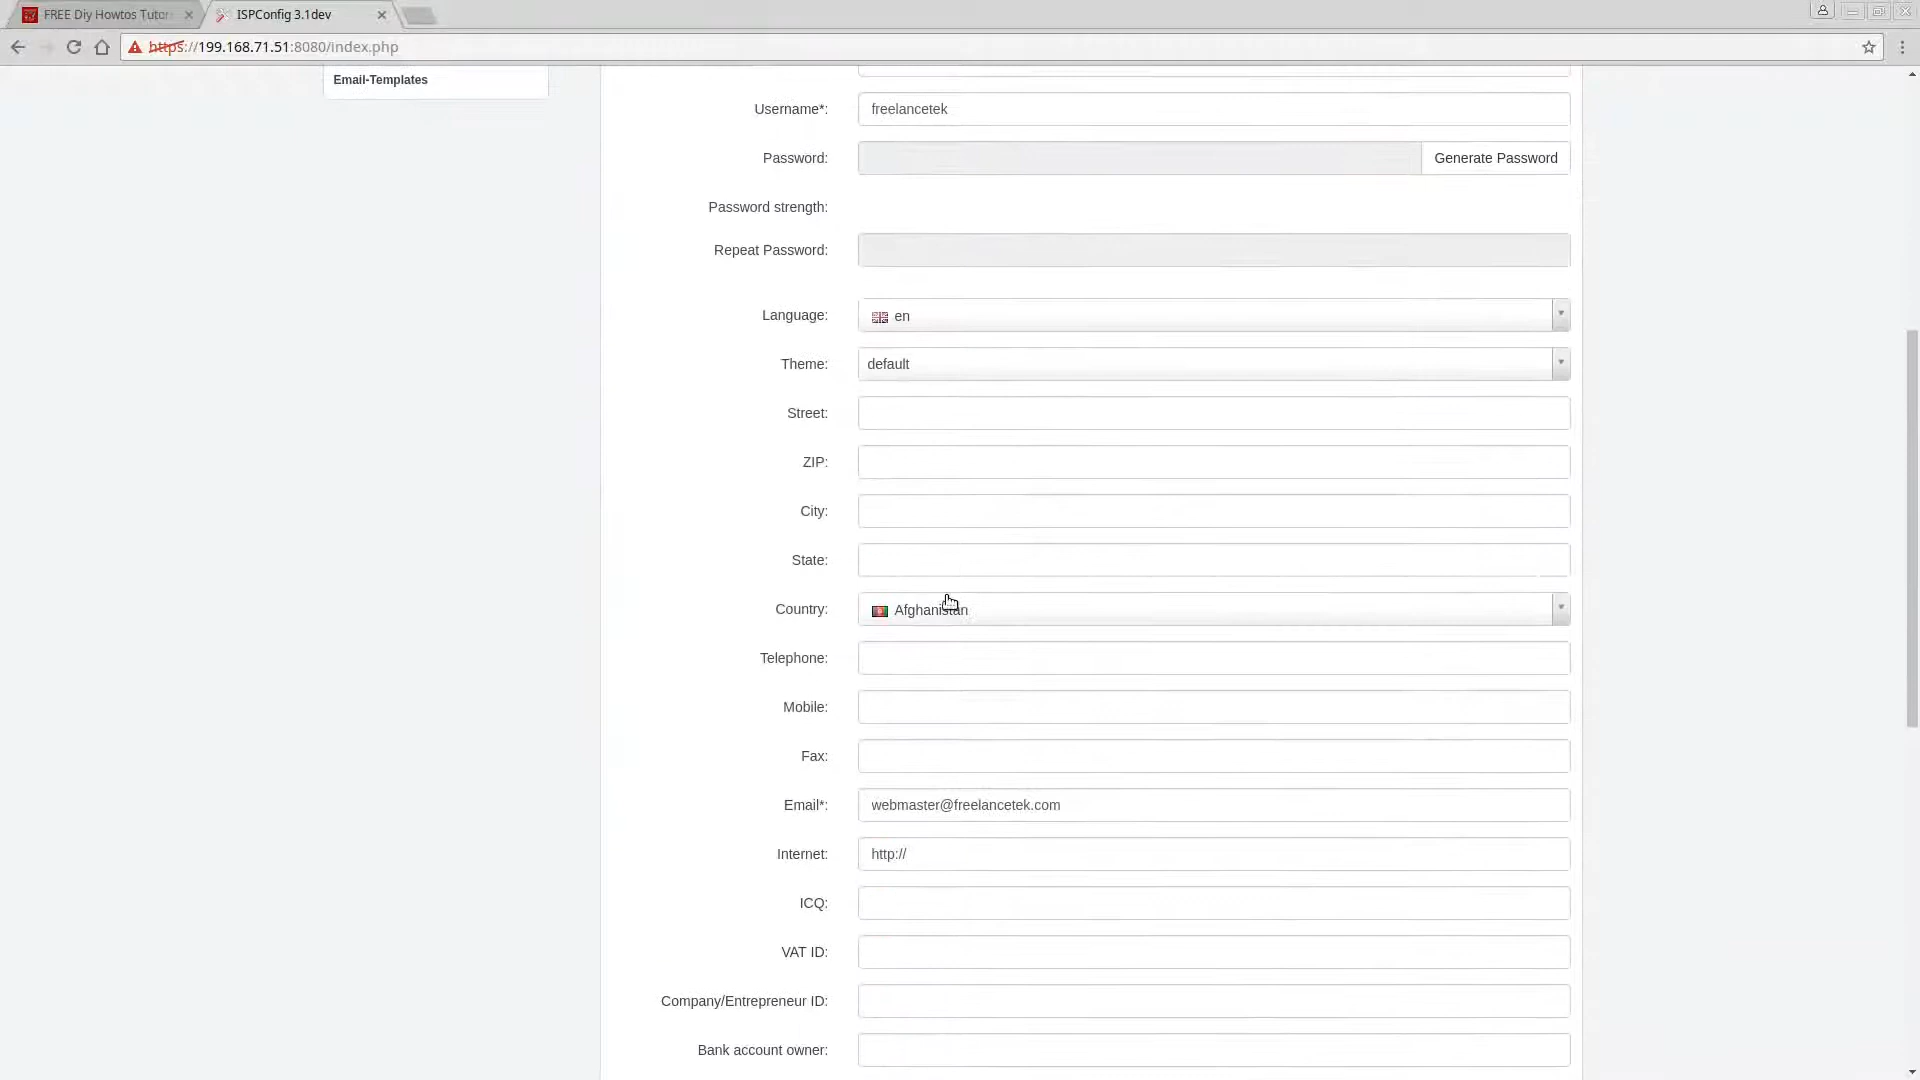 FREE Diy Howtos Tutor
ISPConfig 3.1dev
https://199.168.71.51:8080/index.php
Email-Templates
Username*: freelancetek
Password: Generate Password
Password strength:
Repeat Password:
Language: en
Theme: default
Street:
ZIP:
City:
State:
Country: Afghanistan
Telephone:
Mobile:
Fax:
Email*: webmaster@freelancetek.com
Internet: http://
ICQ:
VAT ID:
Company/Entrepreneur ID:
Bank account owner: